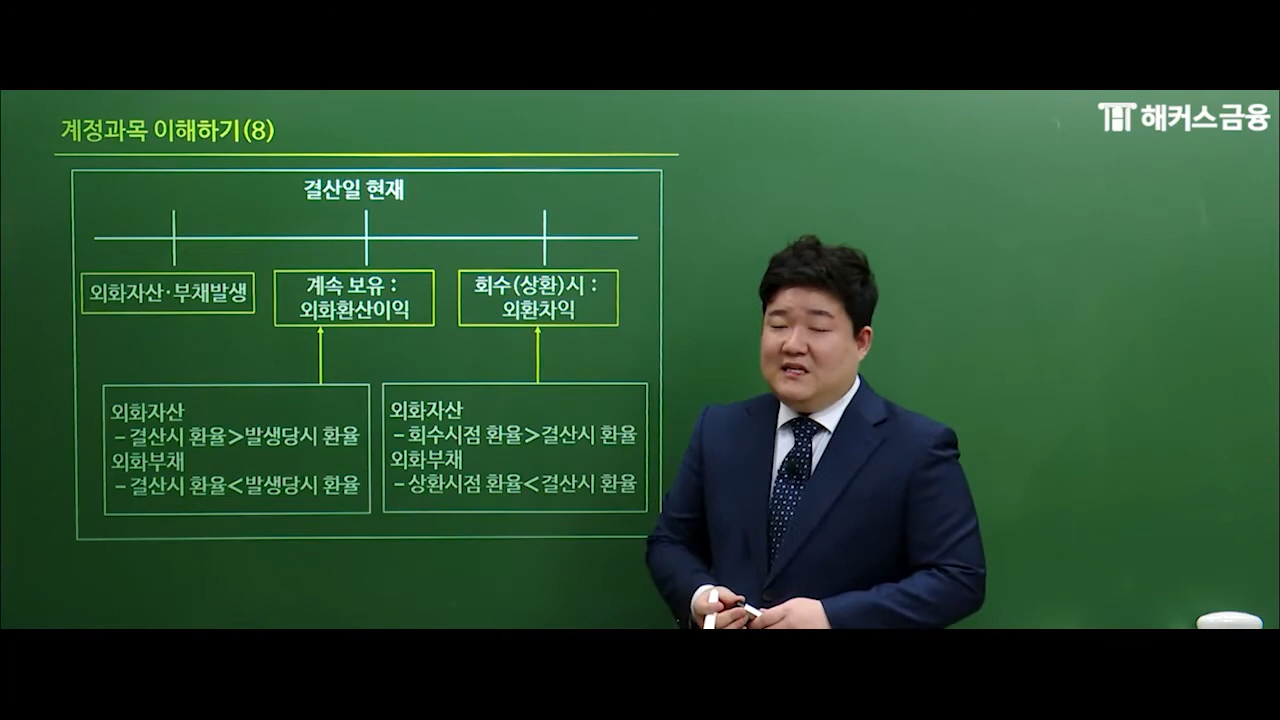 계정과목 이해하기(8)
해커스금융
결산일 현재
외화자산·부채발생
계속 보유 :
외화환산이익
회수(상환)시 :
외환차익
외화자산
-결산시 환율>발생당시 환율
외화부채
-결산시 환율<발생당시 환율
외화자산
-회수시점 환율>결산시 환율
외화부채
-상환시점 환율<결산시 환율